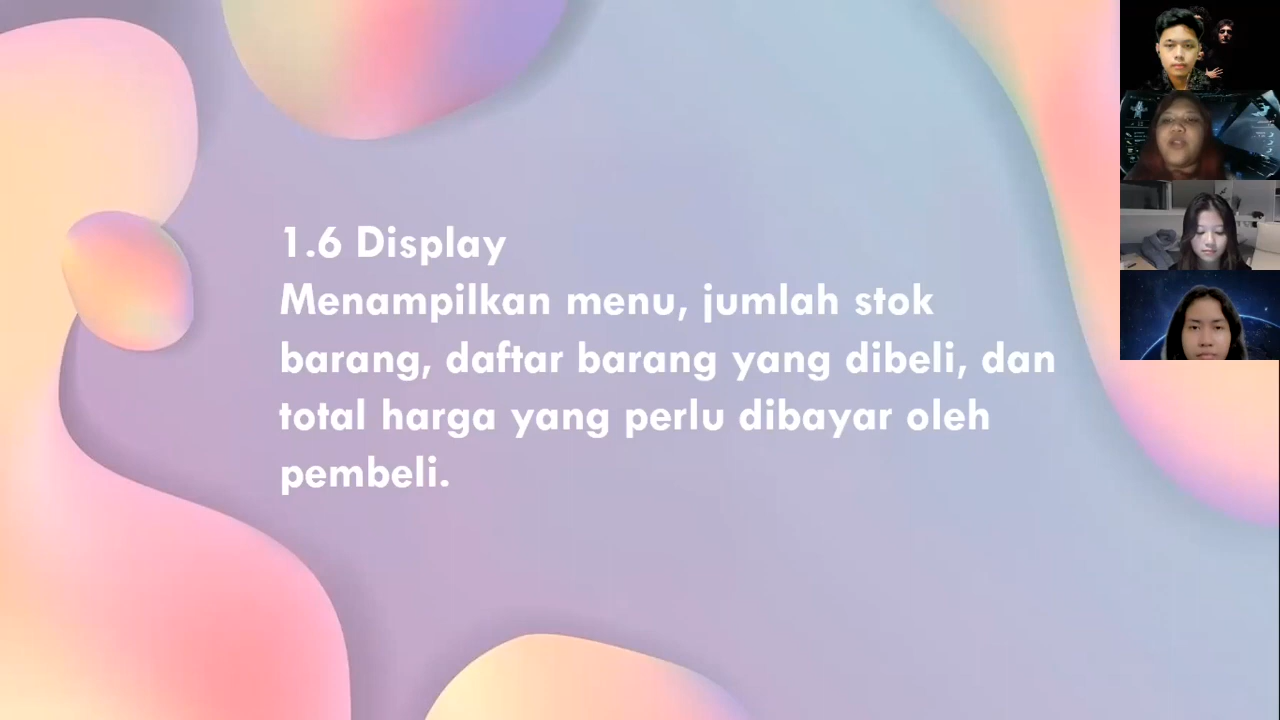 1.6 Display
Menampilkan menu, jumlah stok
barang, daftar barang yang dibeli, dan
total harga yang perlu dibayar oleh
pembeli.